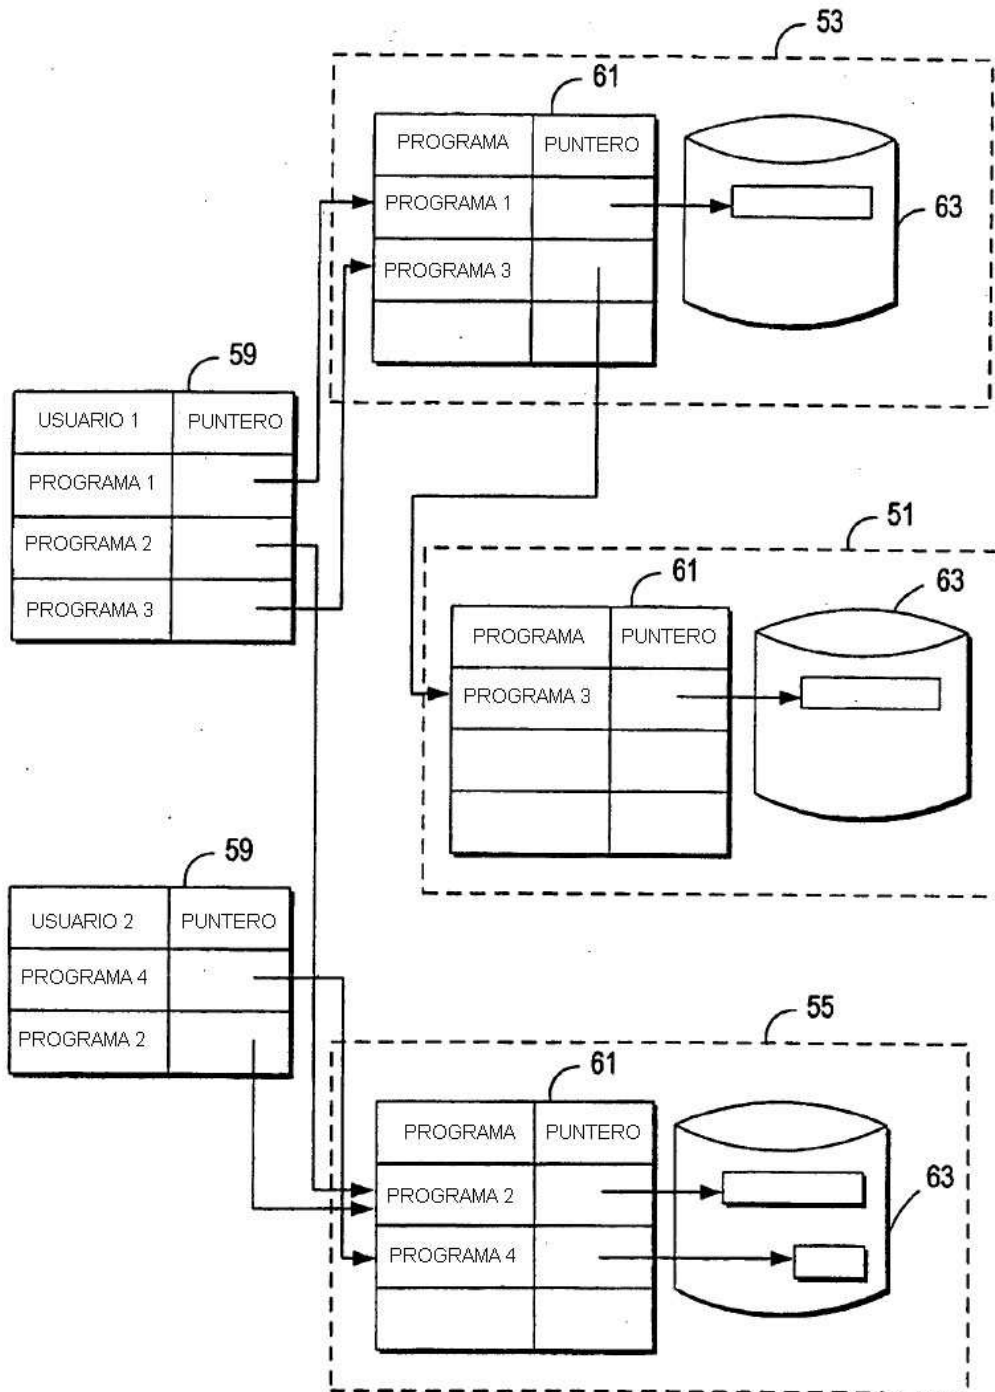 53
61
PROGRAMA PUNTERO
PROGRAMA 1
63
PROGRAMA 3
59
USUARIO 1 PUNTERO
PROGRAMA 1
PROGRAMA 2
PROGRAMA 3
51
61
63
PROGRAMA PUNTERO
PROGRAMA 3
59
USUARIO 2 PUNTERO
PROGRAMA 4
PROGRAMA 2
55
61
PROGRAMA PUNTERO
PROGRAMA 2
63
PROGRAMA 4